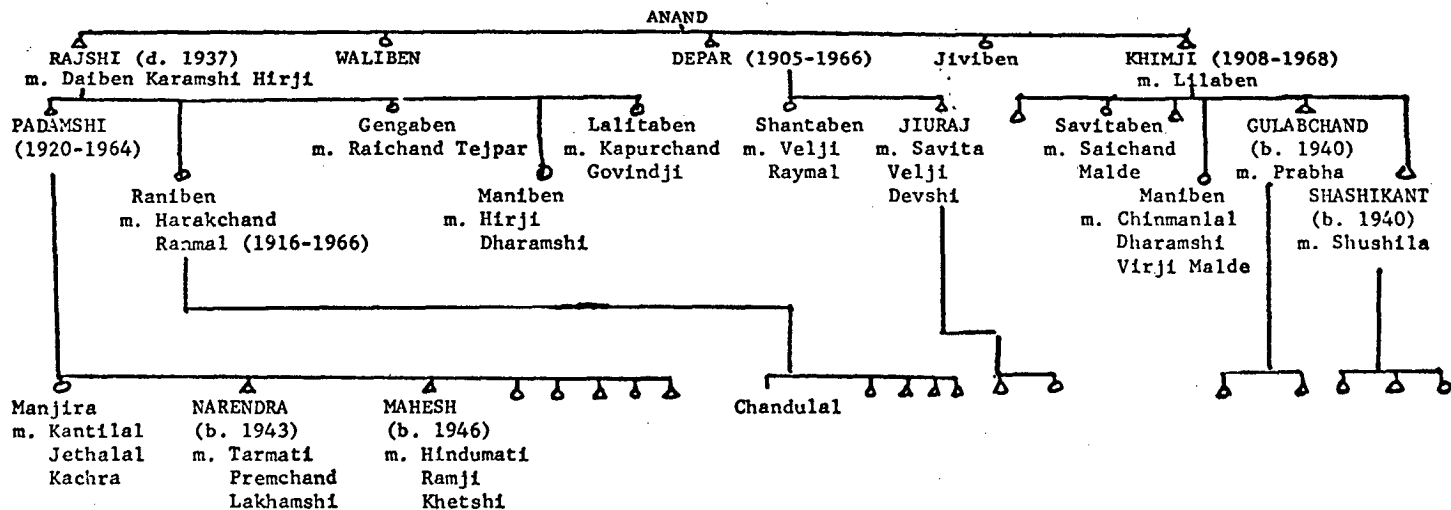 ANAND
RAJSHI (d. 1937)
m. Daiben Karamshi Hirji
WALIBEN
DEPAR (1905-1966)
Jiviben
KHIMJI (1908-1968)
m. Lilaben
PADAMSHI
(1920-1964)
Raniben
m. Harakchand
Ranmal (1916-1966)
Gengaben
m. Raichand Tejpar
Maniben
m. Hirji
Dharamshi
Lalitaben
m. Kapurchand
Govindji
Shantaben
m. Velji
Raymal
JIURAJ
m. Savita
Velji
Devshi
Savitaben
m. Saichand
Malde
Maniben
m. Chinmanlal
Dharamshi
Virji Malde
GULABCHAND
(b. 1940)
m. Prabha
SHASHIKANT
(b. 1940)
m. Shushila
Manjira
m. Kantilal
Jethalal
Kachra
NARENDRA
(b. 1943)
m. Tarmati
Premchand
Lakhamshi
MAHESH
(b. 1946)
m. Hindumati
Ramji
Khetshi
Chandulal